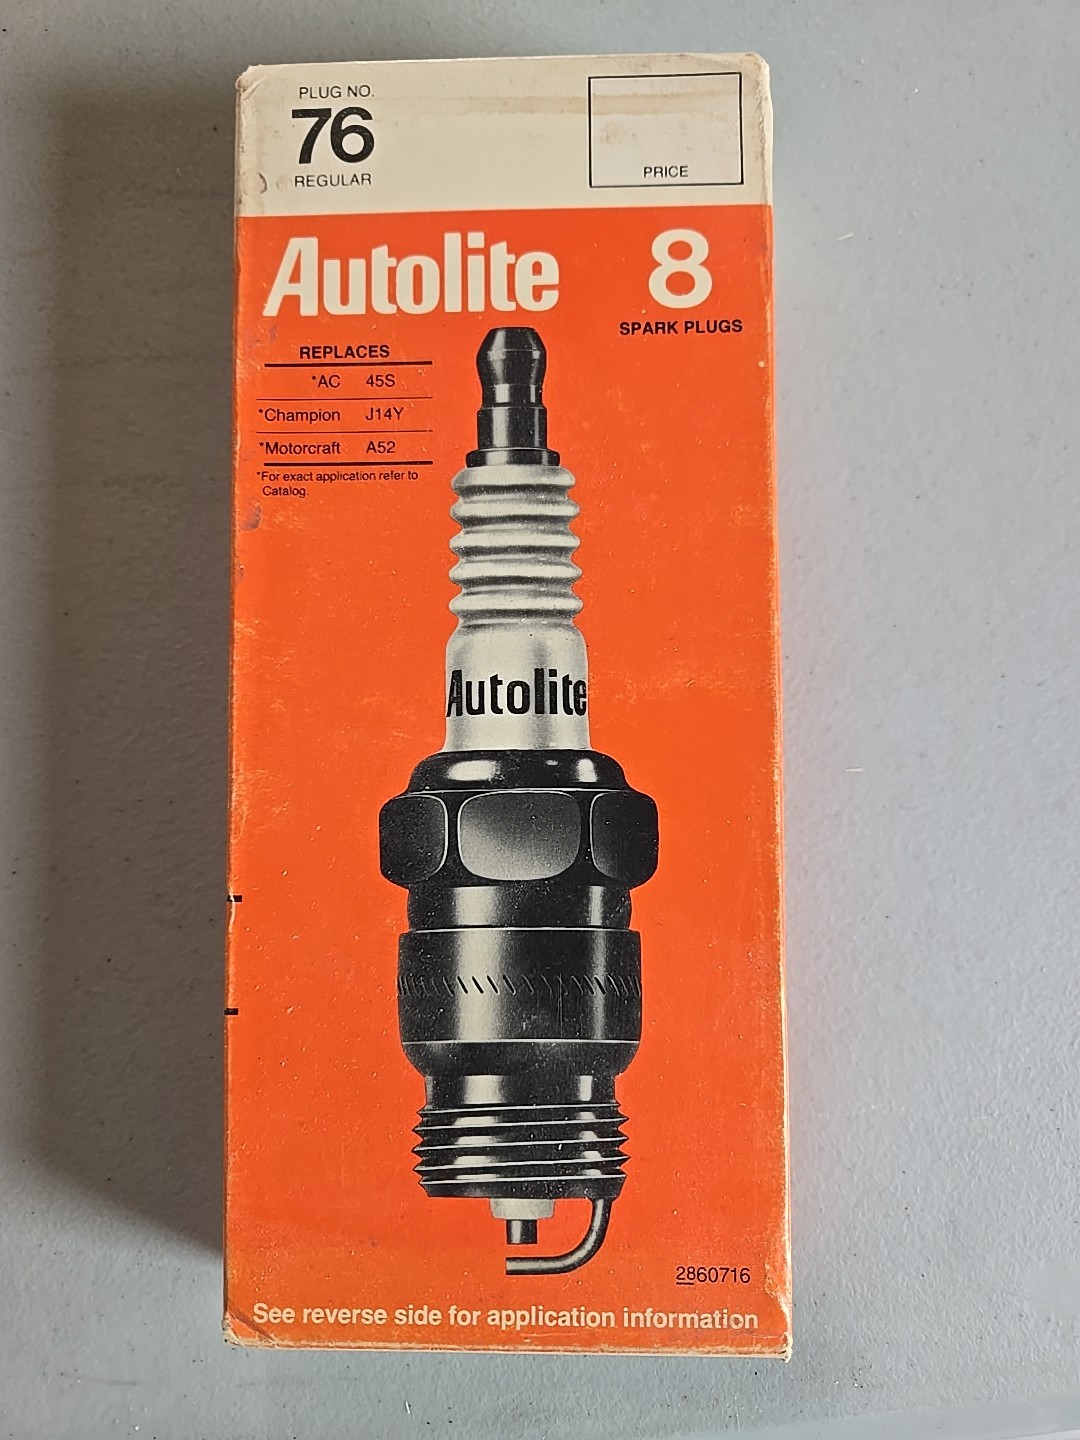 PLUG NO.
76
REGULAR
PRICE
Autolite
8
SPARK PLUGS
REPLACES
*AC 45S
*Champion J14Y
*Motorcraft A52
*For exact application refer to
Catalog.
Autolite
2860716
See reverse side for application information